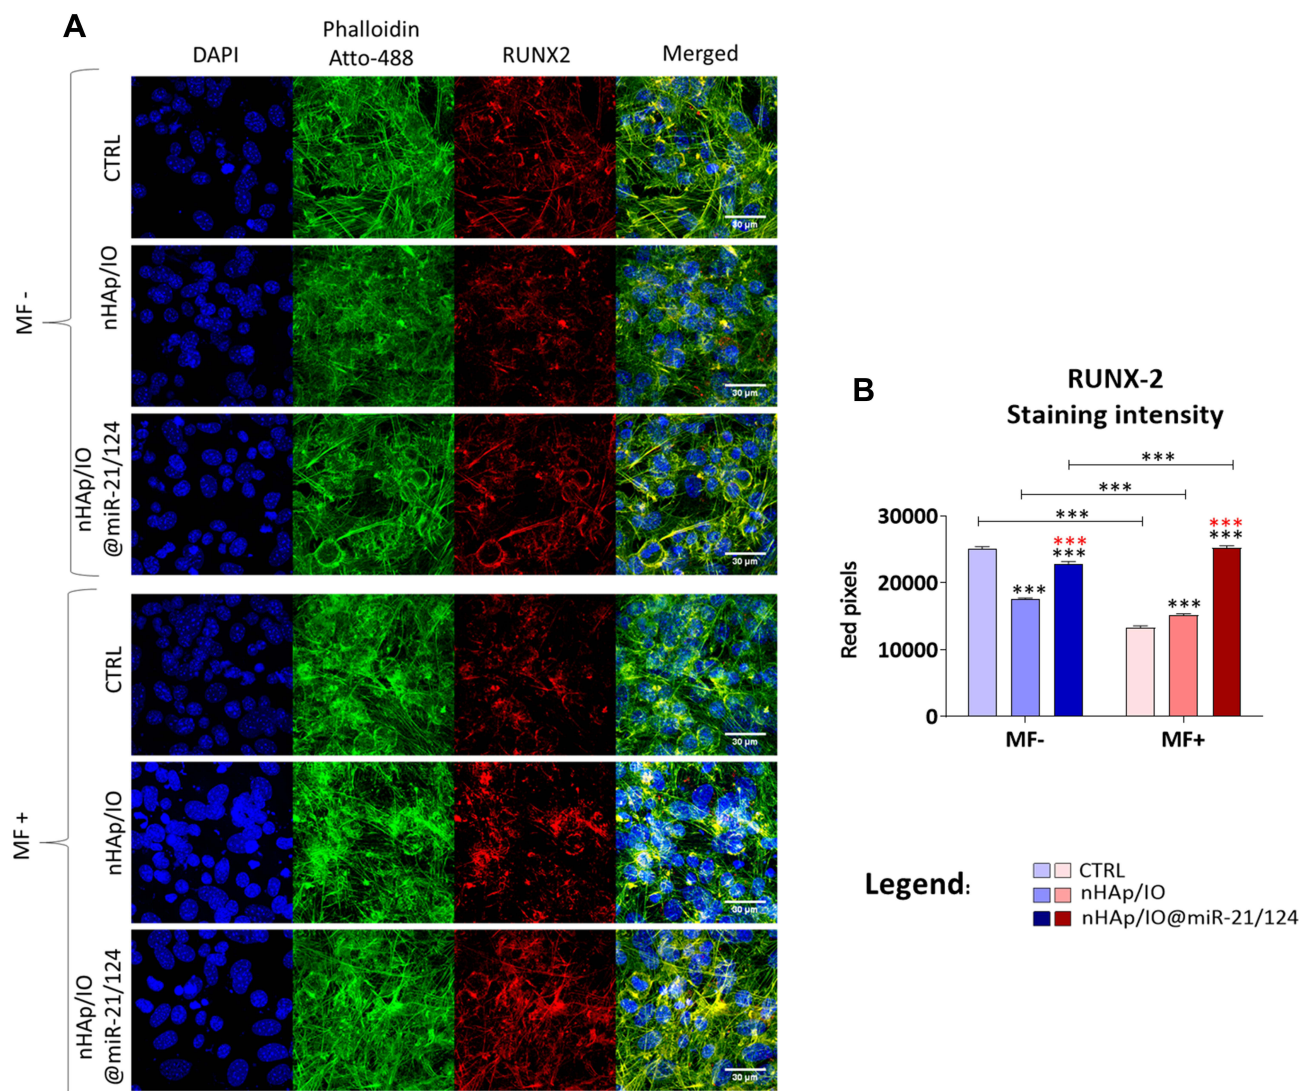 A
DAPI
Phalloidin
Atto-488
RUNX2
Merged
MF -
CTRL
30 μm
nHAp/IO
30 μm
nHAp/IO
@miR-21/124
30 μm
MF +
CTRL
30 μm
nHAp/IO
30 μm
nHAp/IO
@miR-21/124
30 μm
B
RUNX-2
Staining intensity
***
***
***
***
***
***
***
***
***
***
Red pixels
30000
20000
10000
0
MF-
MF+
Legend:
CTRL
nHAp/IO
nHAp/IO@miR-21/124